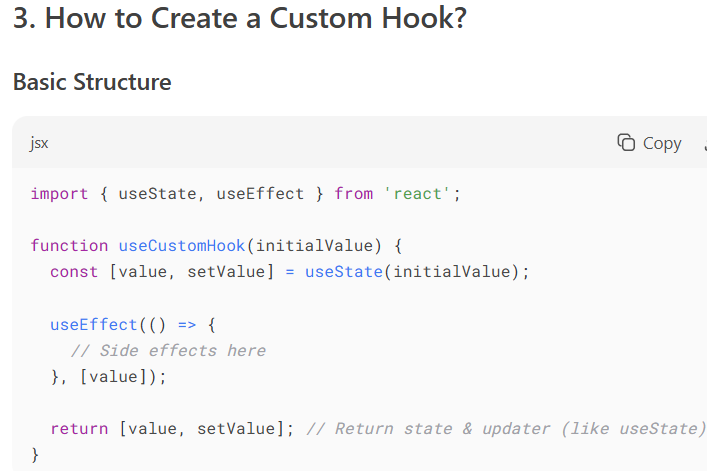 3. How to Create a Custom Hook?
Basic Structure
jsx
Copy
import { useState, useEffect } from 'react';
function useCustomHook(initialValue) {
  const [value, setValue] = useState(initialValue);
  useEffect(() => {
    // Side effects here
  }, [value]);
  return [value, setValue]; // Return state & updater (like useState)
}